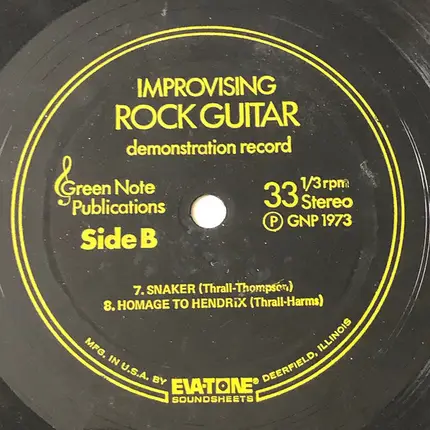 IMPROVISING
ROCK GUITAR
demonstration record
Green Note
Publications
Side B
33 1/3 rpm
Stereo
Ⓟ GNP 1973
7. SNAKER (Thrall-Thompson)
8. HOMAGE TO HENDRIX (Thrall-Harms)
MFG. IN U.S.A. BY EVA-TONE® DEERFIELD, ILLINOIS
SOUNDSHEETS